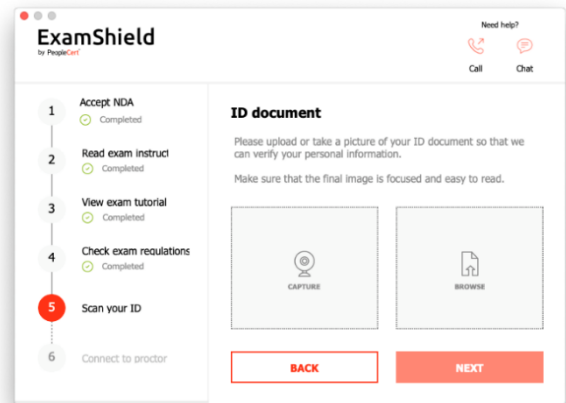 ExamShield
by PeopleCert
Need help?
Call
Chat
1
Accept NDA
Completed
2
Read exam instruct
Completed
3
View exam tutorial
Completed
4
Check exam regulations
Completed
5
Scan your ID
6
Connect to proctor
ID document
Please upload or take a picture of your ID document so that we
can verify your personal information.
Make sure that the final image is focused and easy to read.
CAPTURE
BROWSE
BACK
NEXT